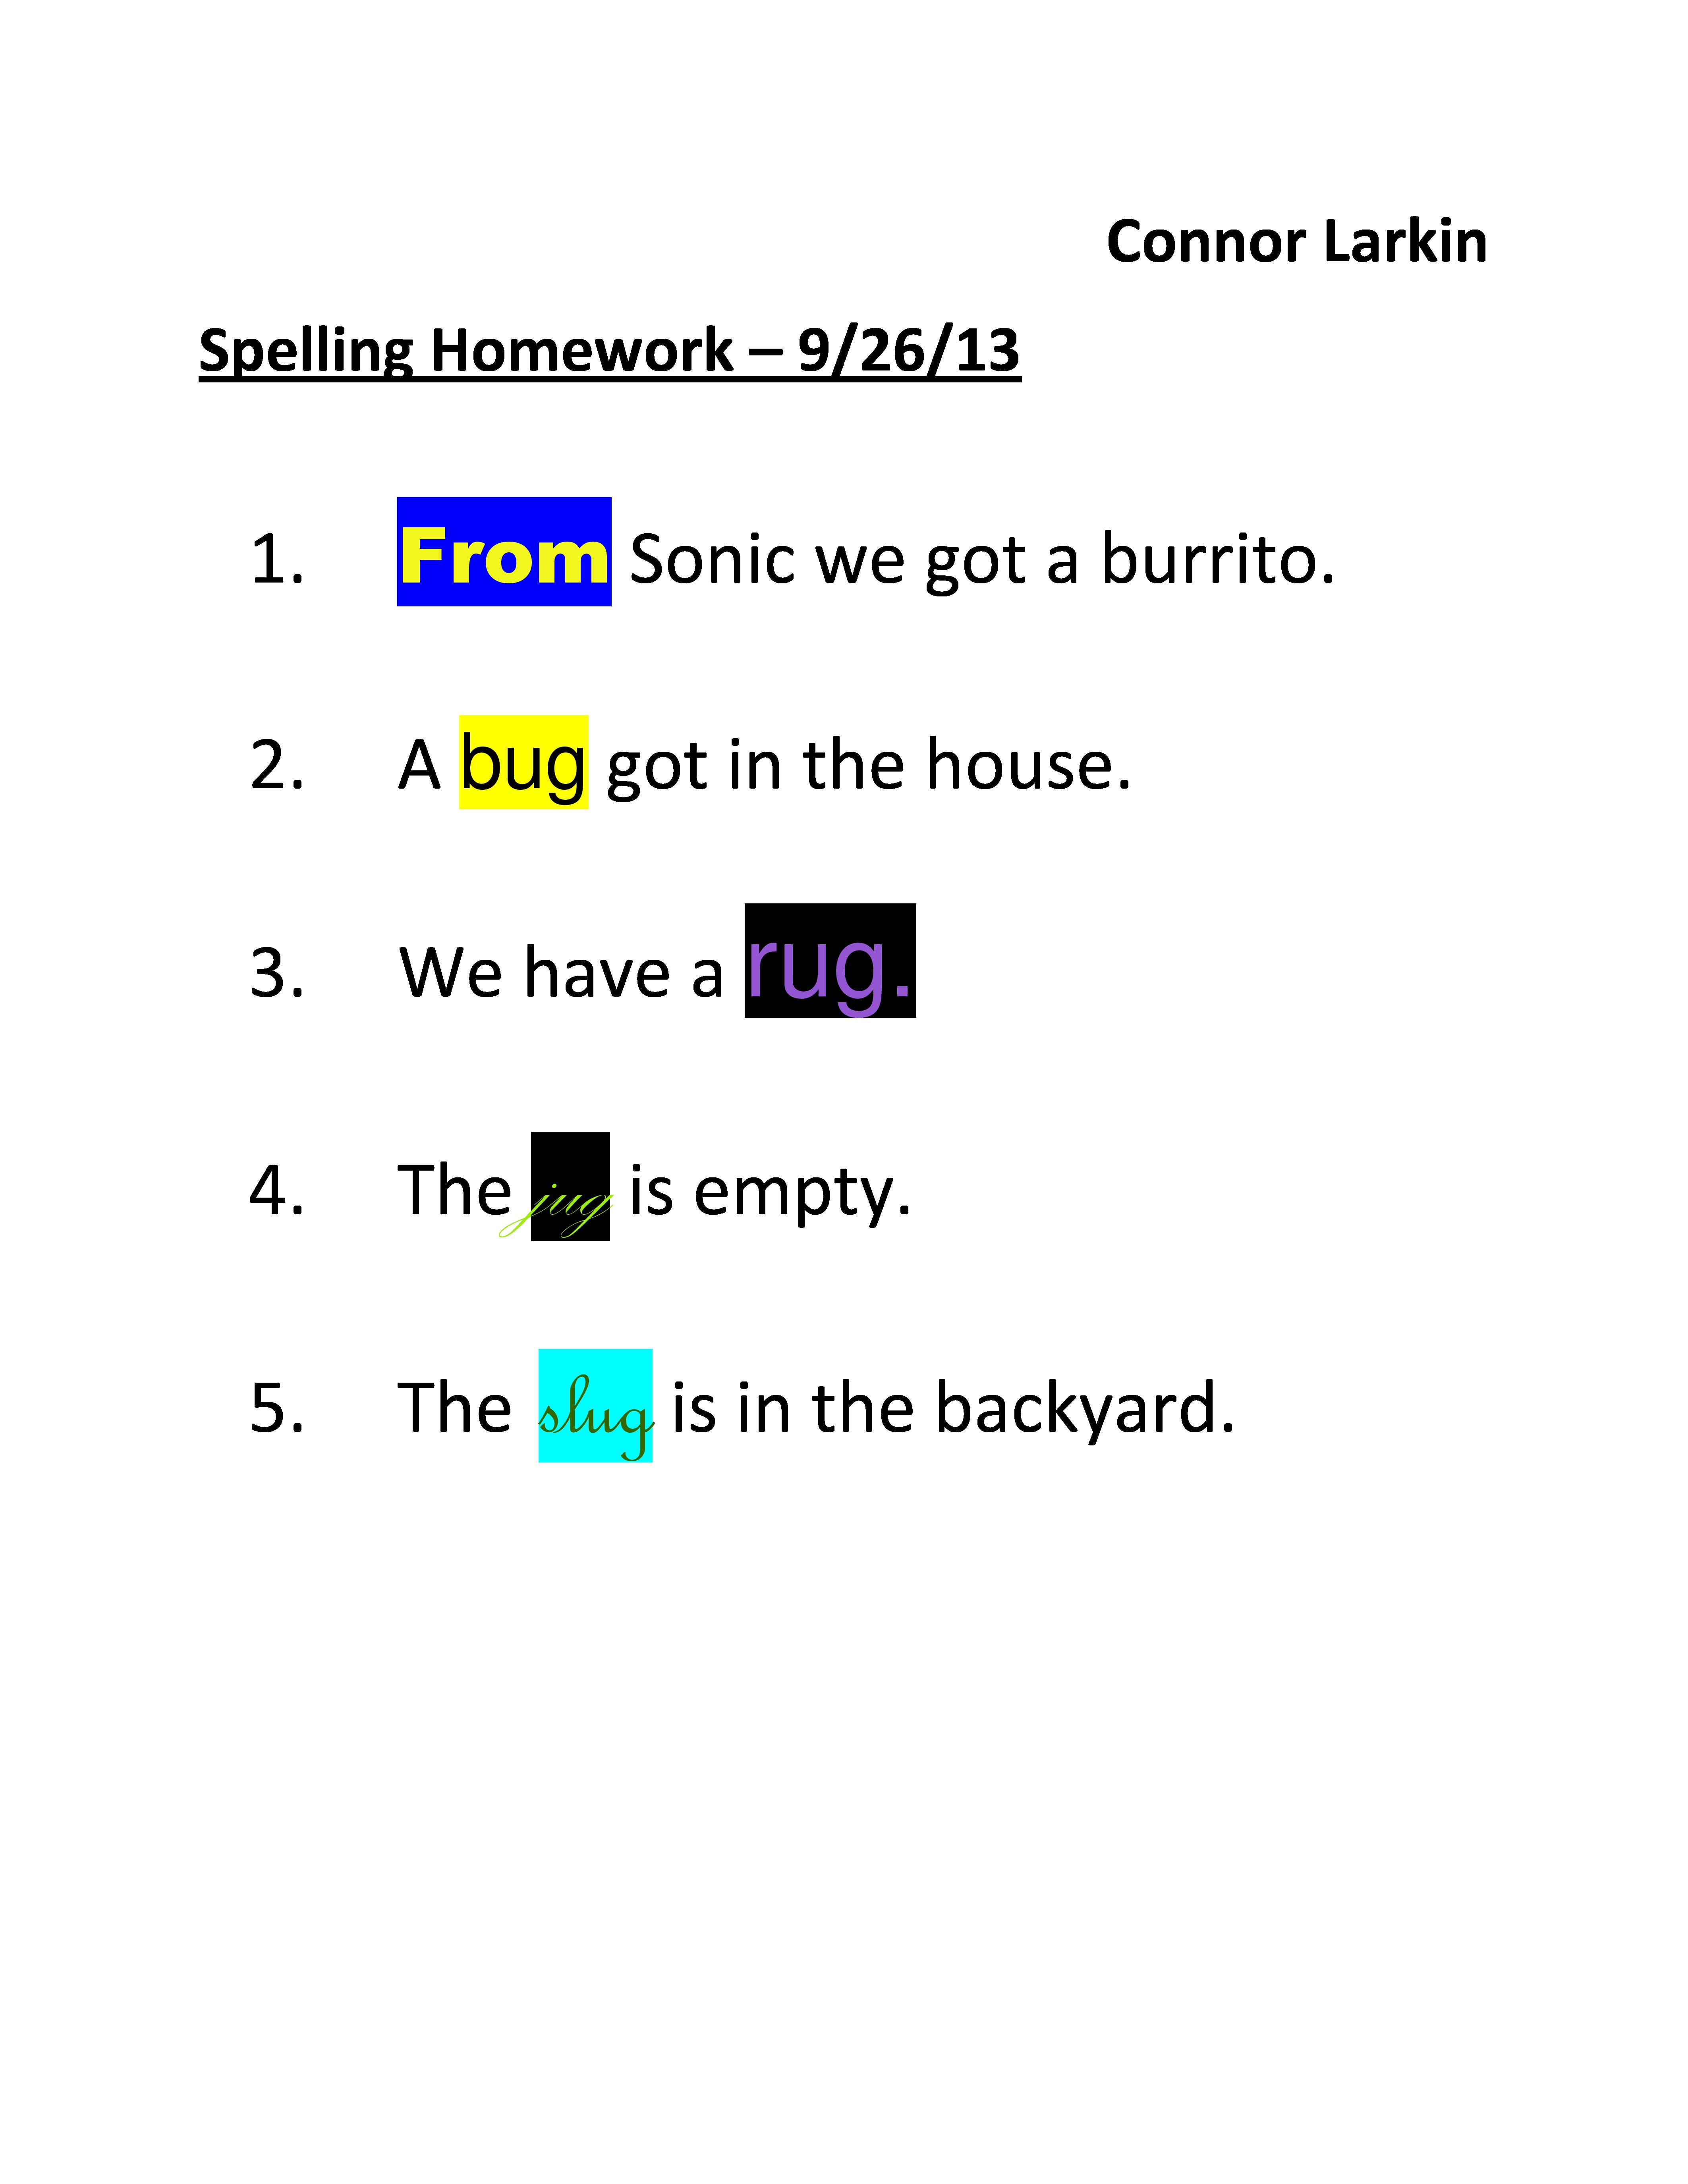 Connor Larkin
Spelling Homework – 9/26/13
1. From Sonic we got a burrito.
2. A bug got in the house.
3. We have a rug.
4. The jug is empty.
5. The slug is in the backyard.